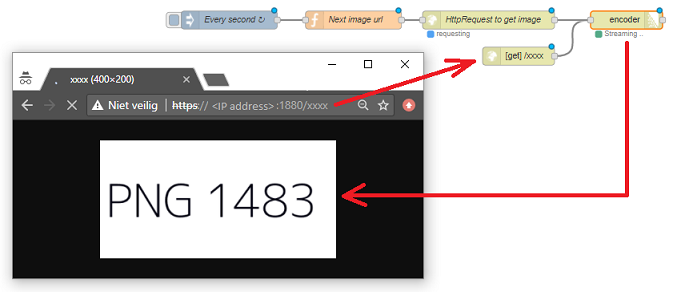 Every second ↻
Next image url
HttpRequest to get image
encoder
requesting
Streaming ...
[get] /xxxx
xxxx (400×200)
Niet veilig
https:// <IP address> :1880/xxxx
PNG 1483